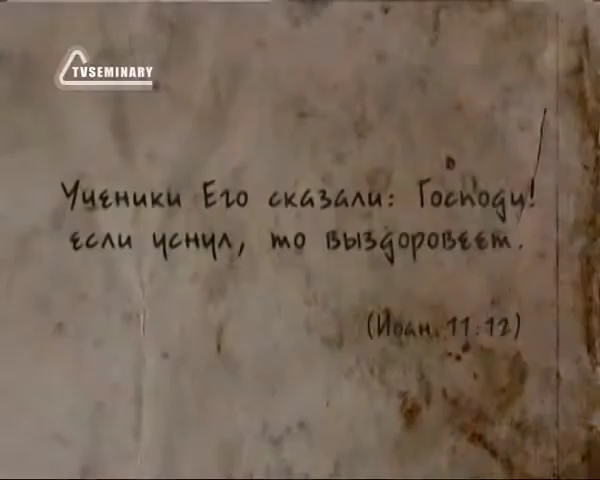 TVSEMINARY
Ученики Его сказали: Господи!
если уснул, то выздоровеет.
(Иоан. 11:12)